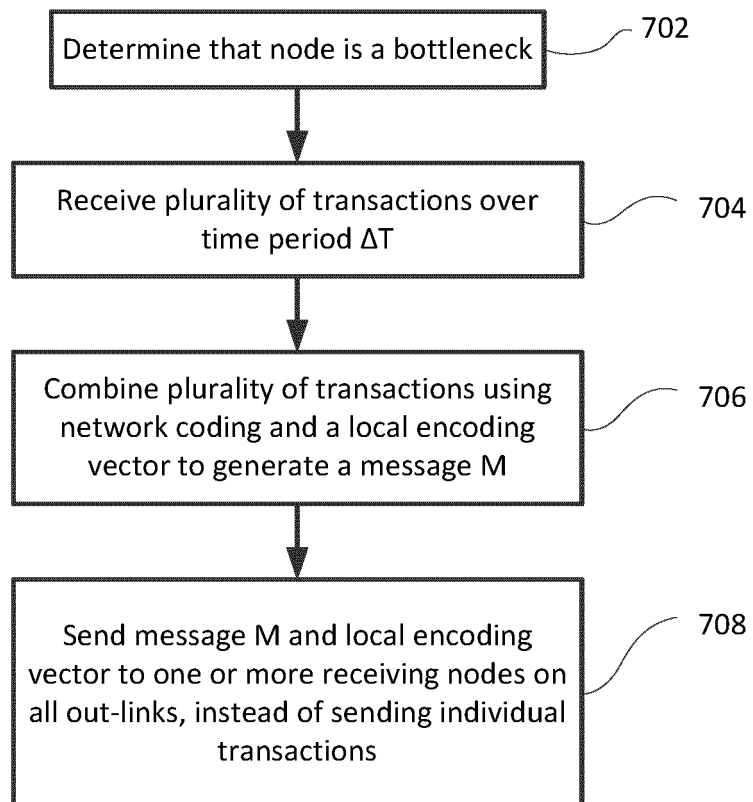 Determine that node is a bottleneck
702
Receive plurality of transactions over
time period ΔT
704
Combine plurality of transactions using
network coding and a local encoding
vector to generate a message M
706
Send message M and local encoding
vector to one or more receiving nodes on
all out-links, instead of sending individual
transactions
708